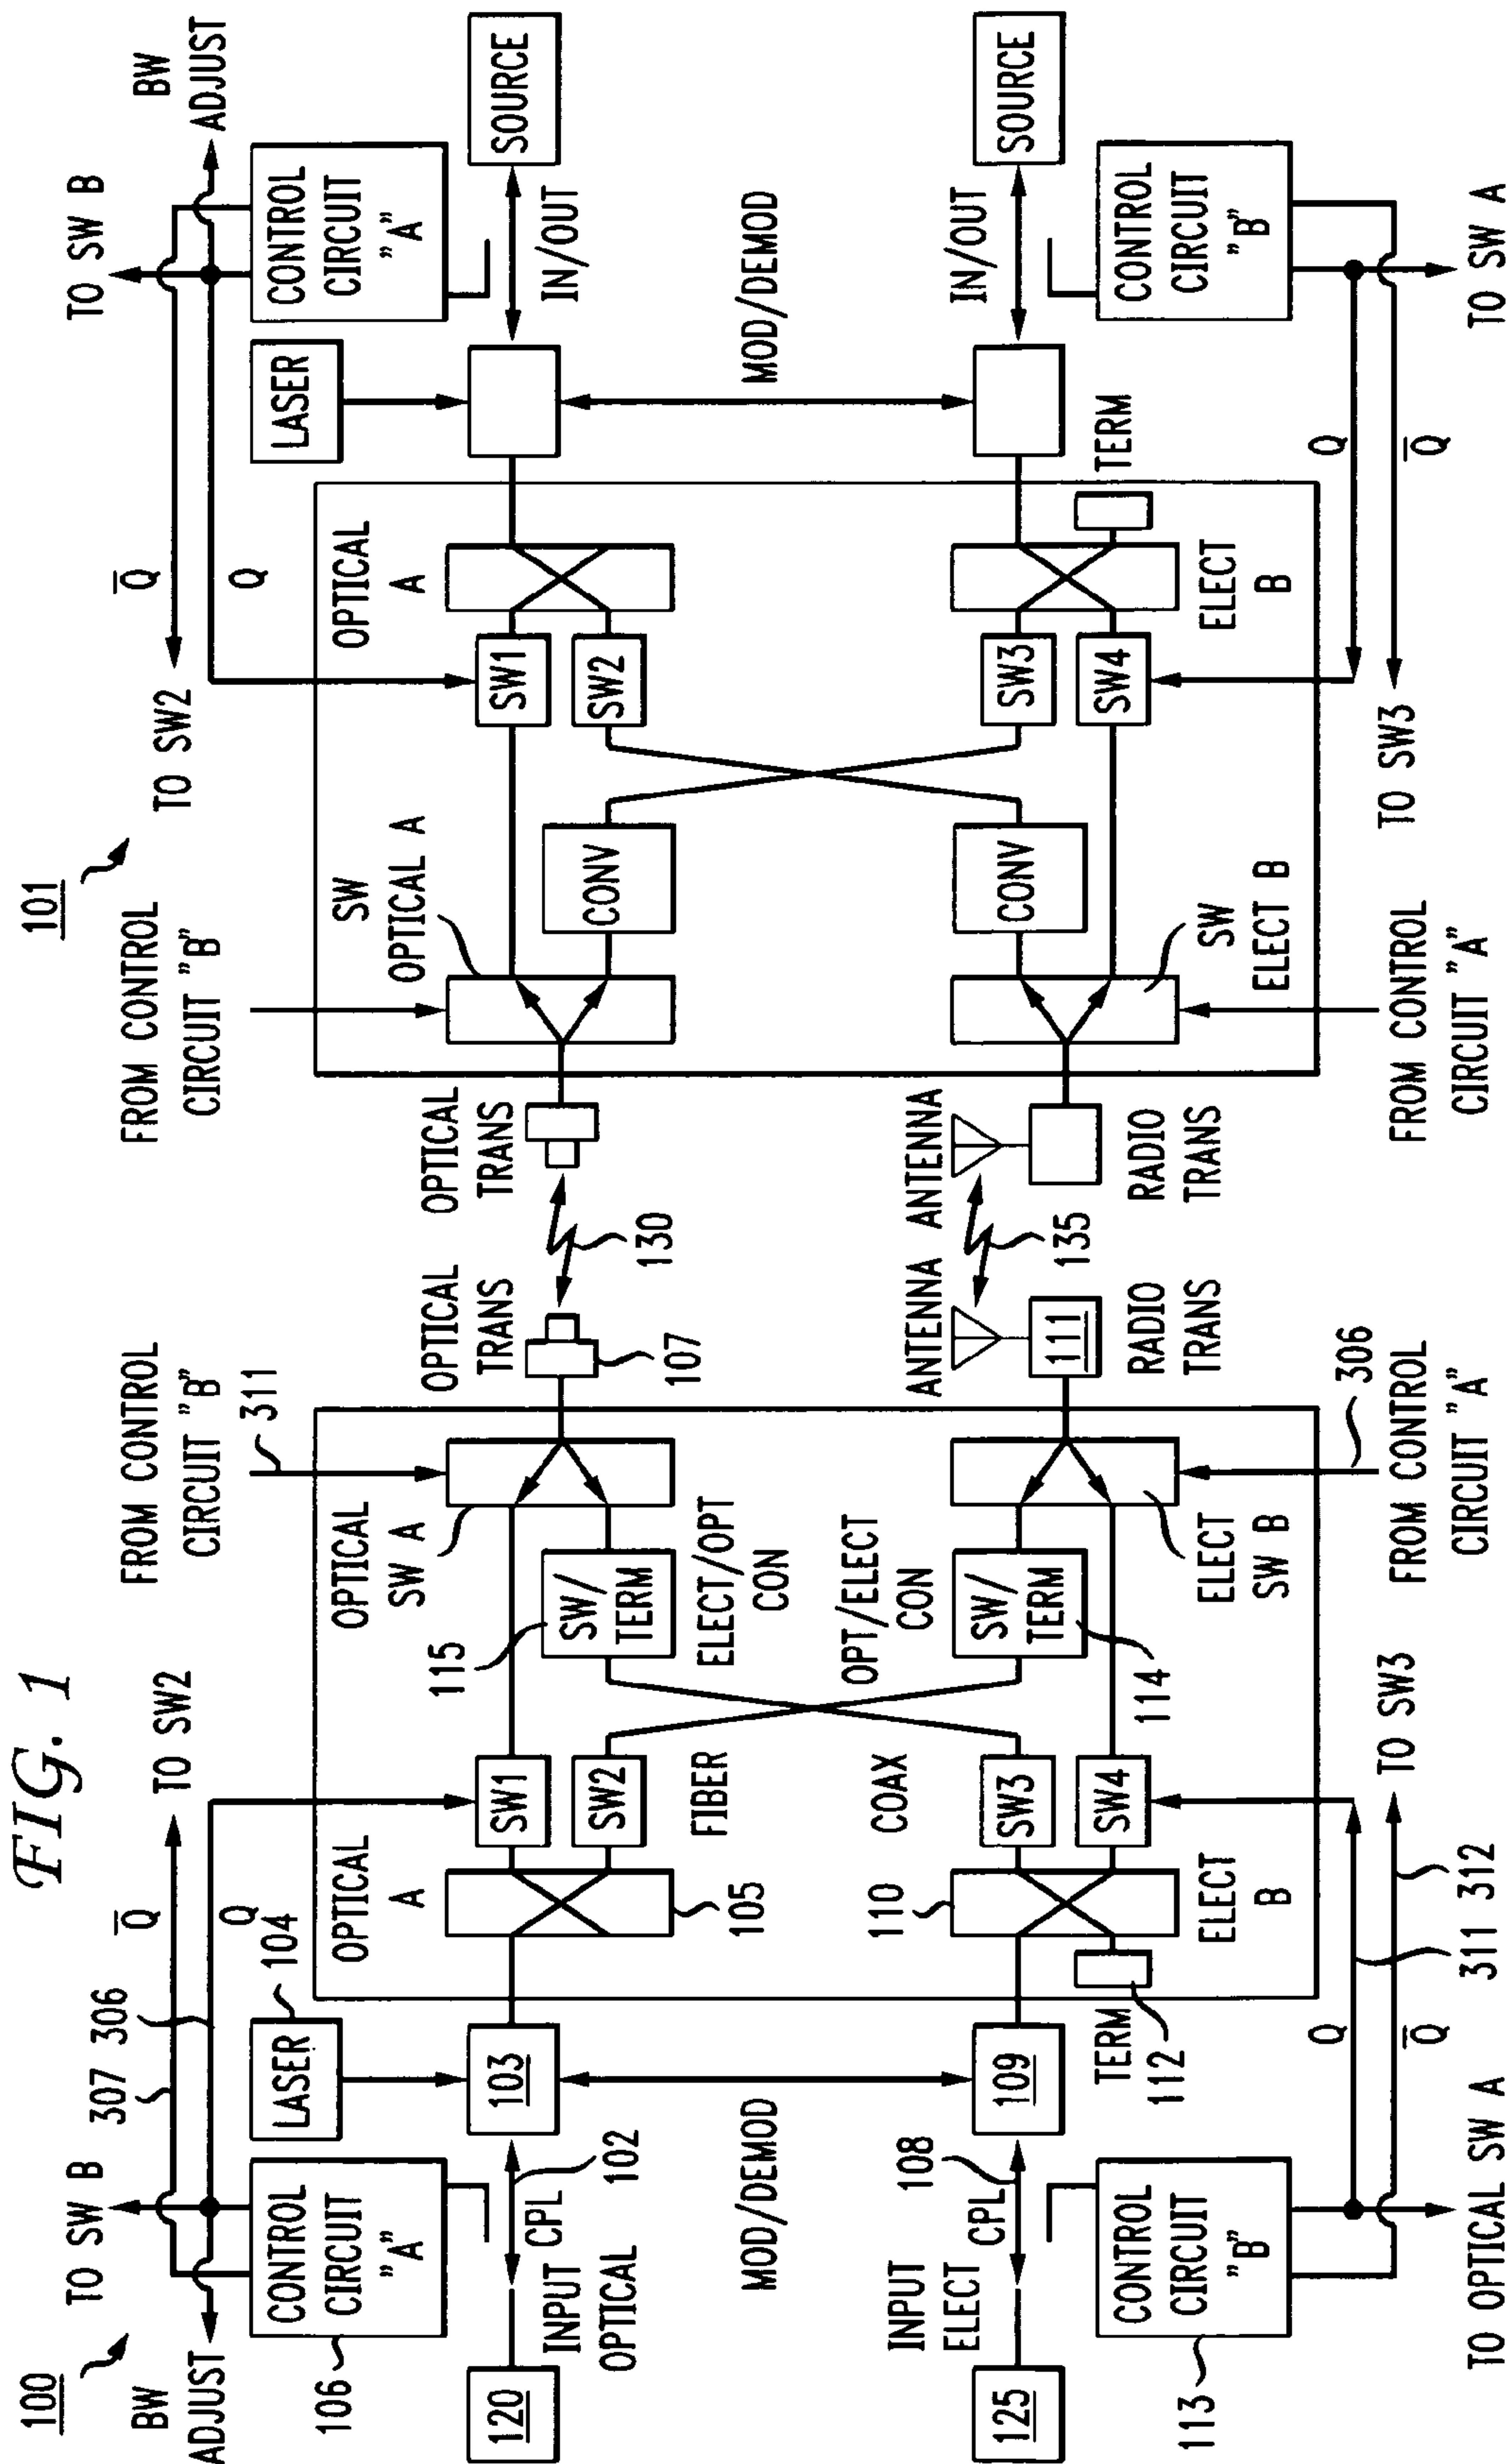 FIG. 1
100
BW
ADJUST
TO SW B
307
306
Q̅
Q
TO SW2
FROM CONTROL
CIRCUIT "B"
311
106
CONTROL
CIRCUIT
"A"
LASER
104
120
INPUT
OPTICAL
CPL
102
103
MOD/DEMOD
OPTICAL
A
105
SW1
SW2
FIBER
115
SW/
TERM
ELECT/OPT
CON
OPTICAL
SW A
OPTICAL
TRANS
107
130
125
INPUT
ELECT
CPL
108
109
TERM
112
110
ELECT
B
COAX
SW3
SW4
OPT/ELECT
CON
SW/
TERM
114
ELECT
SW B
ANTENNA
111
RADIO
TRANS
135
113
CONTROL
CIRCUIT
"B"
TO OPTICAL SW A
Q
Q̅
311
312
TO SW3
306
FROM CONTROL
CIRCUIT "A"
101
FROM CONTROL
CIRCUIT "B"
TO SW2
Q̅
Q
TO SW B
BW
ADJUST
OPTICAL
TRANS
SW
OPTICAL A
CONV
SW1
SW2
OPTICAL
A
LASER
CONTROL
CIRCUIT
"A"
IN/OUT
SOURCE
MOD/DEMOD
ANTENNA
RADIO
TRANS
CONV
SW
ELECT B
SW3
SW4
ELECT
B
TERM
IN/OUT
SOURCE
CONTROL
CIRCUIT
"B"
FROM CONTROL
CIRCUIT "A"
TO SW3
Q
Q̅
TO SW A